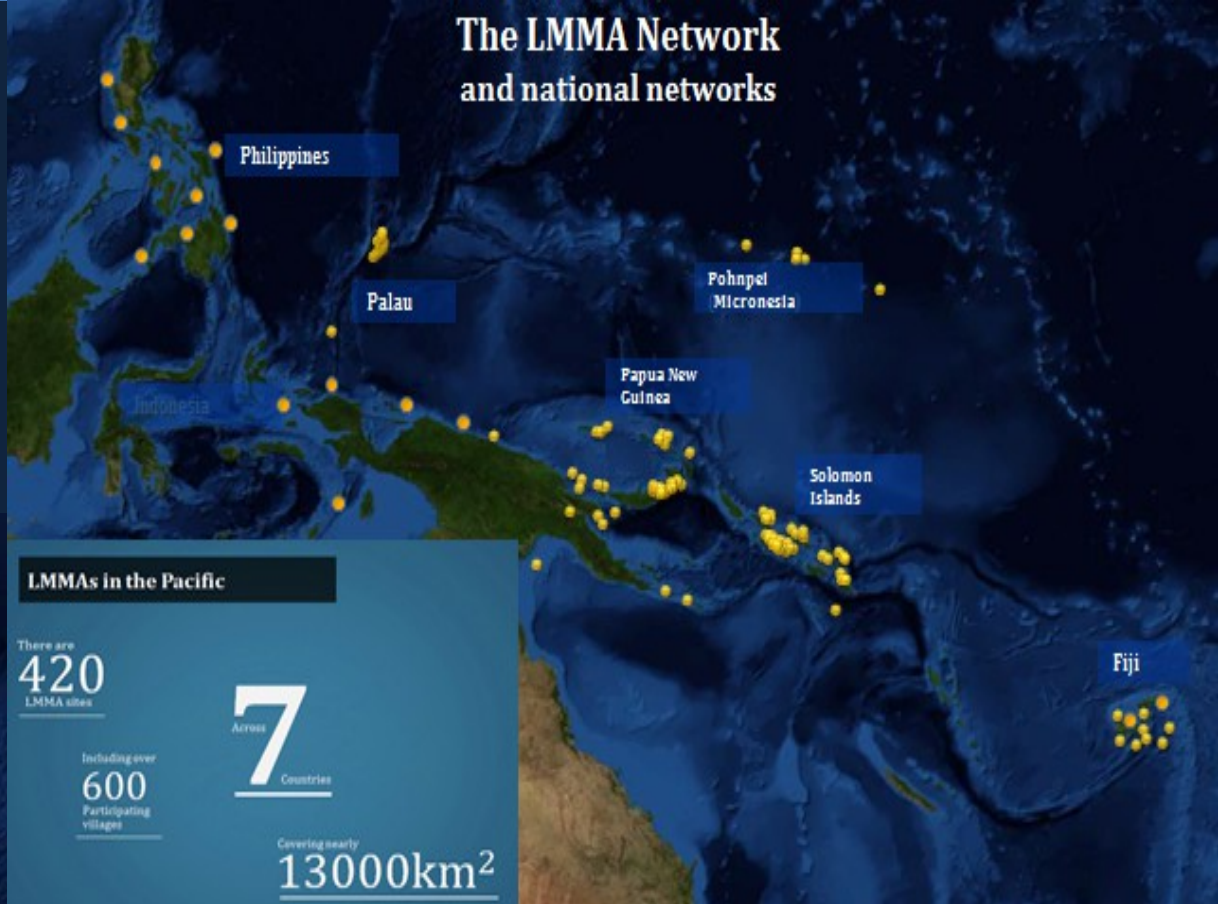 The LMMA Network
and national networks
Philippines
Palau
Pohnpei
(Micronesia
Indonesia
Papua New
Guinea
Solomon
Islands
Fiji
LMMAs in the Pacific
There are
420
LMMA sites
Across
7
Countries
Including over
600
Participating
villages
Covering nearly
13000km²